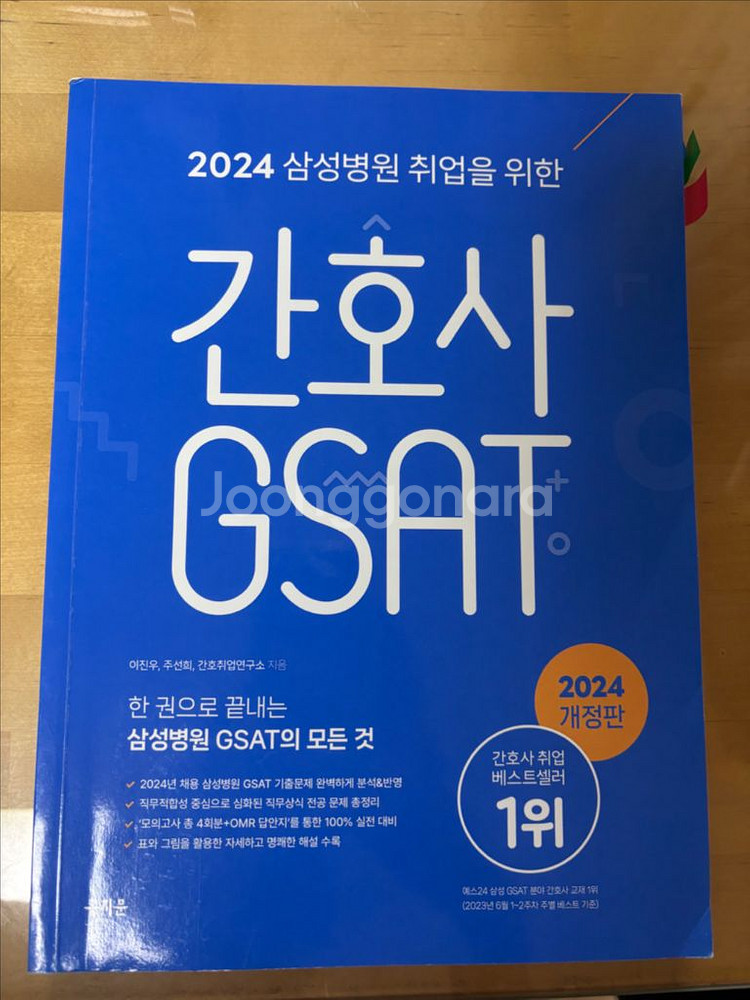 2024 삼성병원 취업을 위한
간호사
GSAT
Joonggonara
이진우, 주선희, 간호취업연구소 지음
한 권으로 끝내는
삼성병원 GSAT의 모든 것
2024년 채용 삼성병원 GSAT 기출문제 완벽하게 분석&반영
직무적합성 중심으로 심화된 직무상식 전공 문제 총정리
'모의고사 총 4회분+OMR 답안지'를 통한 100% 실전 대비
표와 그림을 활용한 자세하고 명쾌한 해설 수록
2024
개정판
간호사 취업
베스트셀러
1위
예스24 삼성 GSAT 분야 간호사 교재 1위
(2023년 6월 1~2주차 주별 베스트 기준)